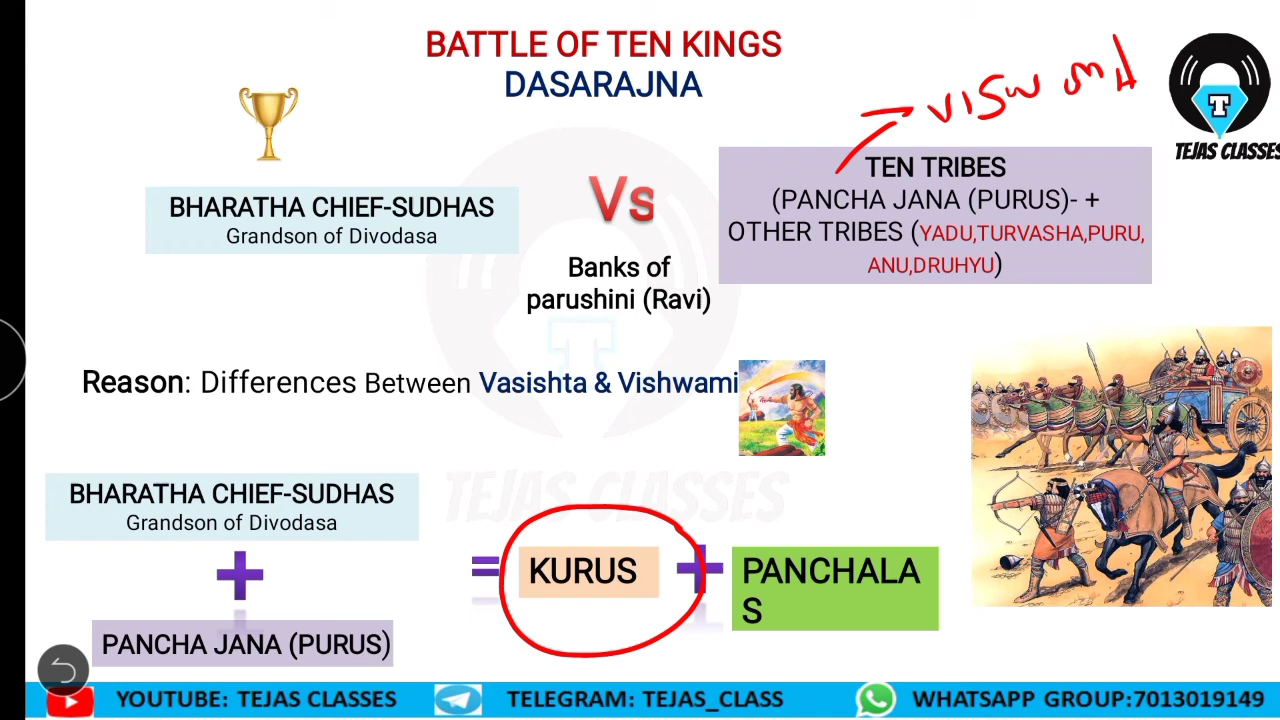 BATTLE OF TEN KINGS
DASARAJNA
T
TEJAS CLASSES
BHARATHA CHIEF-SUDHAS
Grandson of Divodasa
Vs
Banks of
parushini (Ravi)
TEN TRIBES
(PANCHA JANA (PURUS)- +
OTHER TRIBES (YADU,TURVASHA,PURU,
ANU,DRUHYU)
T
Reason: Differences Between Vasishta & Vishwami
TEJAS CLASSES
BHARATHA CHIEF-SUDHAS
Grandson of Divodasa
+
PANCHA JANA (PURUS)
= KURUS + PANCHALA
S
YOUTUBE: TEJAS CLASSES TELEGRAM: TEJAS_CLASS WHATSAPP GROUP:7013019149